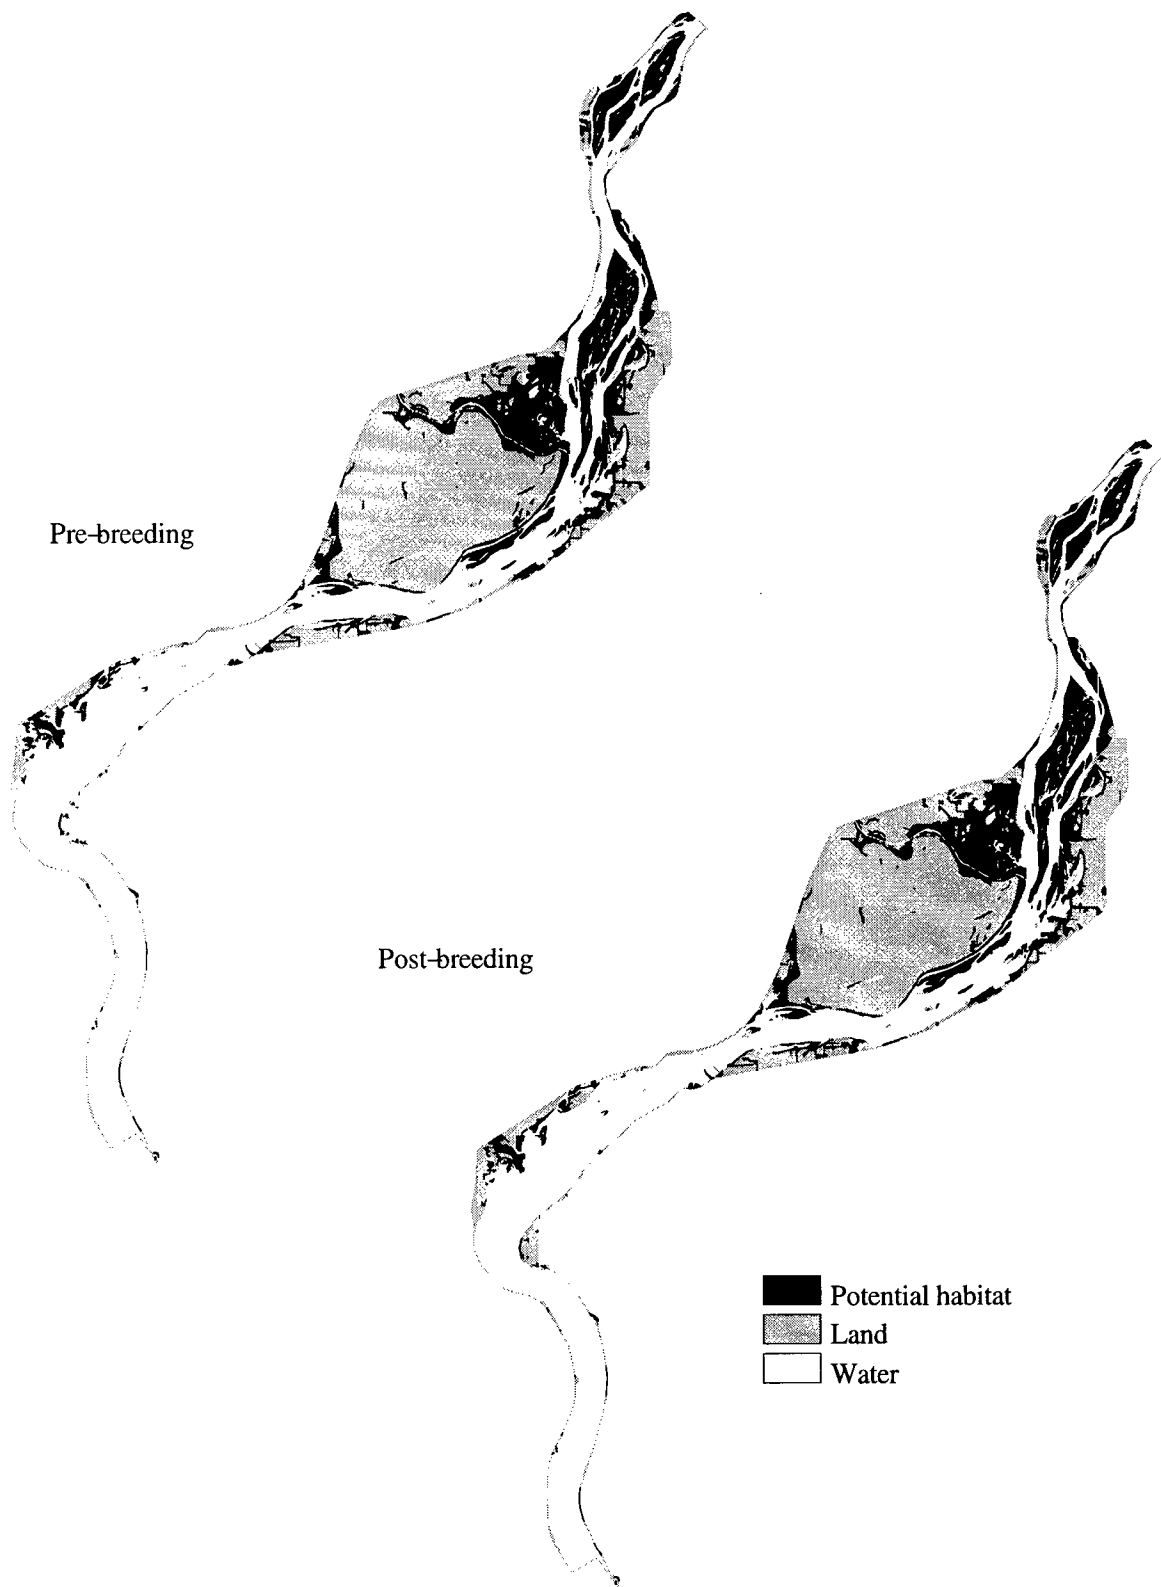 Pre-breeding
Post-breeding
Potential habitat
Land
Water